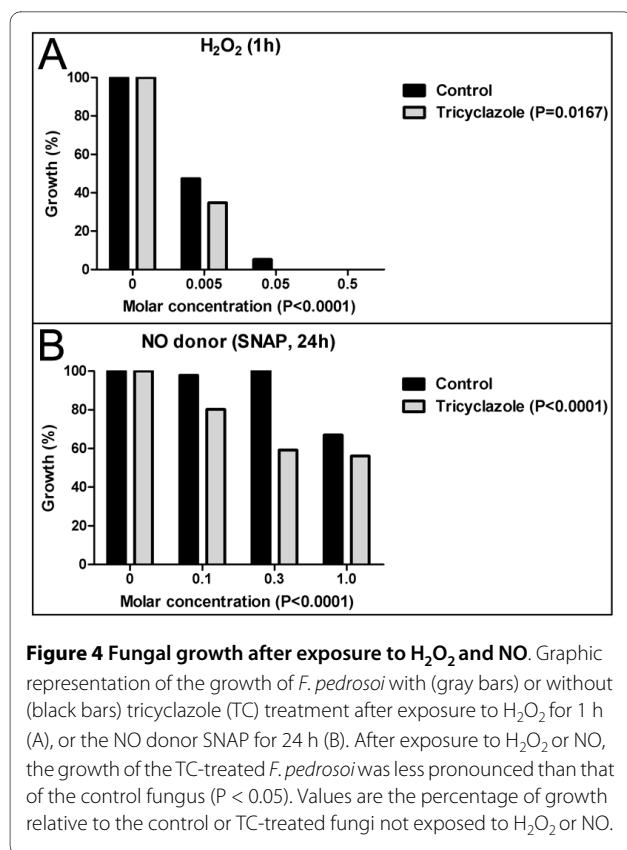 A
H₂O₂ (1h)
100
80
60
40
20
0
Growth (%)
0 0.005 0.05 0.5
Molar concentration (P<0.0001)
Control
Tricyclazole (P=0.0167)
B
NO donor (SNAP, 24h)
100
80
60
40
20
0
Growth (%)
0 0.1 0.3 1.0
Molar concentration (P<0.0001)
Control
Tricyclazole (P<0.0001)
Figure 4 Fungal growth after exposure to H₂O₂ and NO. Graphic
representation of the growth of F. pedrosoi with (gray bars) or without
(black bars) tricyclazole (TC) treatment after exposure to H₂O₂ for 1 h
(A), or the NO donor SNAP for 24 h (B). After exposure to H₂O₂ or NO,
the growth of the TC-treated F. pedrosoi was less pronounced than that
of the control fungus (P < 0.05). Values are the percentage of growth
relative to the control or TC-treated fungi not exposed to H₂O₂ or NO.